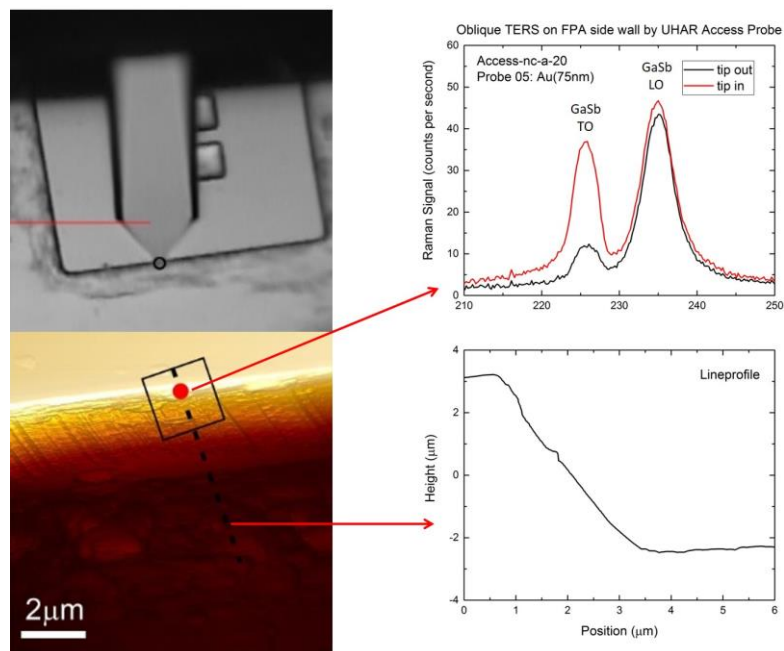 Oblique TERS on FPA side wall by UHAR Access Probe
60
50
40
30
20
10
0
Raman Signal (counts per second)
Access-nc-a-20
Probe 05: Au(75nm)
GaSb
TO
GaSb
LO
tip out
tip in
210
220
230
240
250
2μm
4
2
0
-2
-4
Height (μm)
Lineprofile
0
1
2
3
4
5
6
Position (μm)